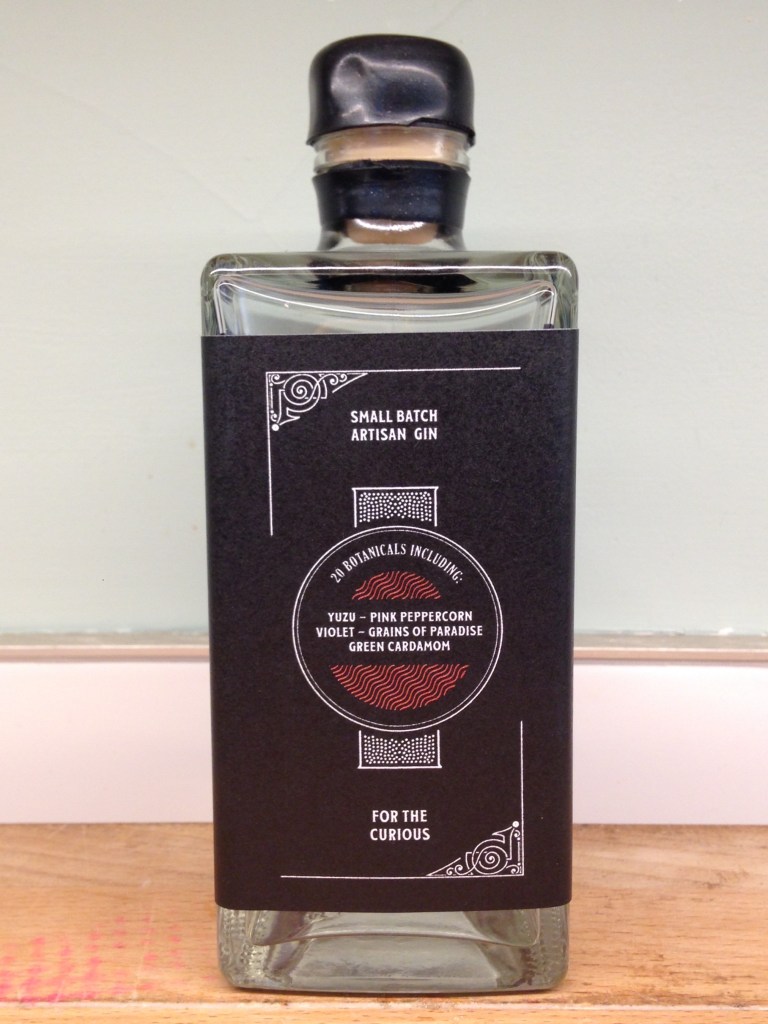 SMALL BATCH
ARTISAN GIN
20 BOTANICALS INCLUDING:
YUZU – PINK PEPPERCORN
VIOLET – GRAINS OF PARADISE
GREEN CARDAMOM
FOR THE
CURIOUS